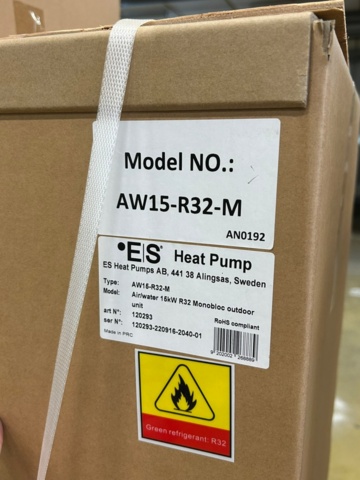 Model NO.:
AW15-R32-M
AN0192
•E|S| Heat Pump
ES Heat Pumps AB, 441 38 Alingsas, Sweden
Type: AW15-R32-M
Model: Air/water 15kW R32 Monobloc outdoor
unit
art N°: 120293
RoHS compliant
ser N°: 120293-220916-2040-01
Made in PRC
Green refrigerant: R32